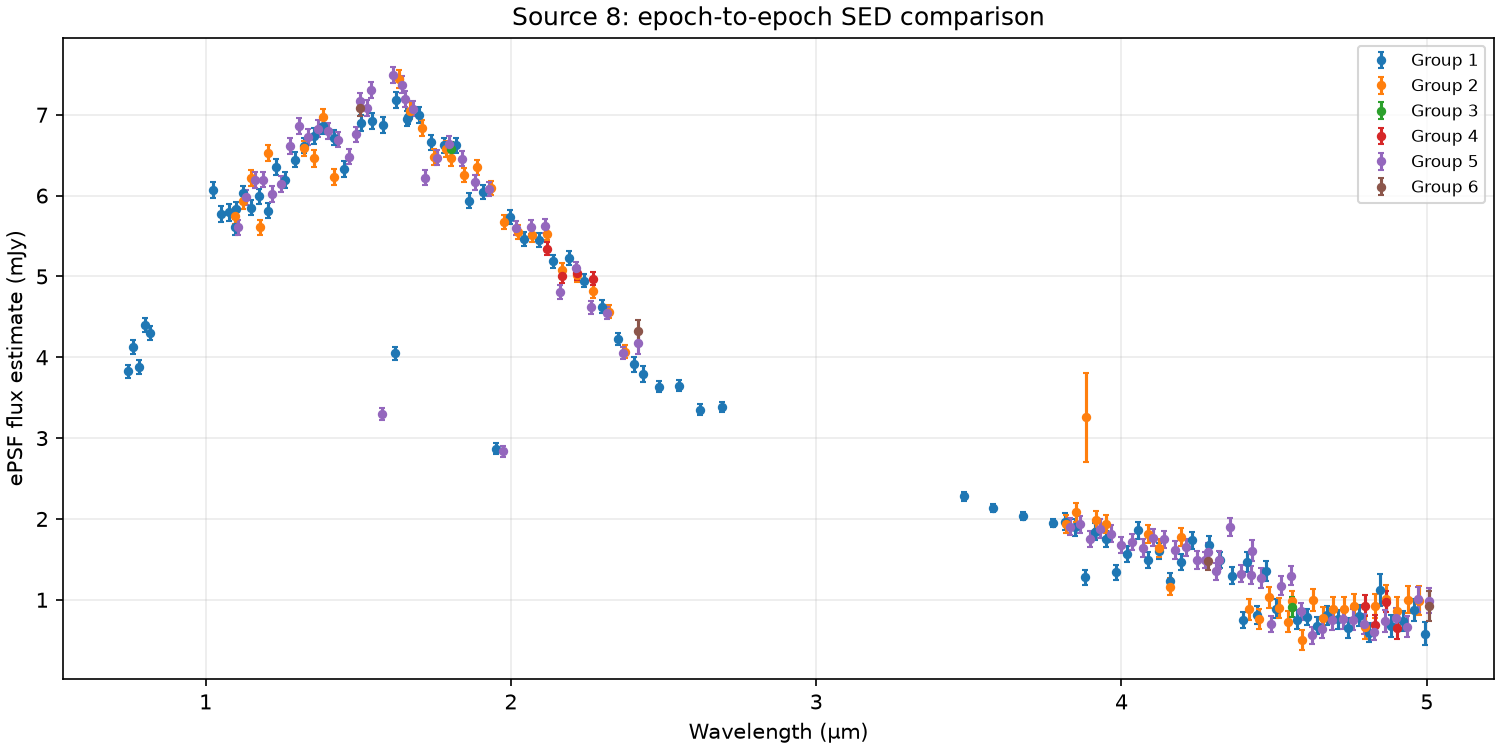 Source 8: epoch-to-epoch SED comparison
ePSF flux estimate (mJy)
7
6
5
4
3
2
1
Group 1
Group 2
Group 3
Group 4
Group 5
Group 6
1
2
3
4
5
Wavelength (μm)